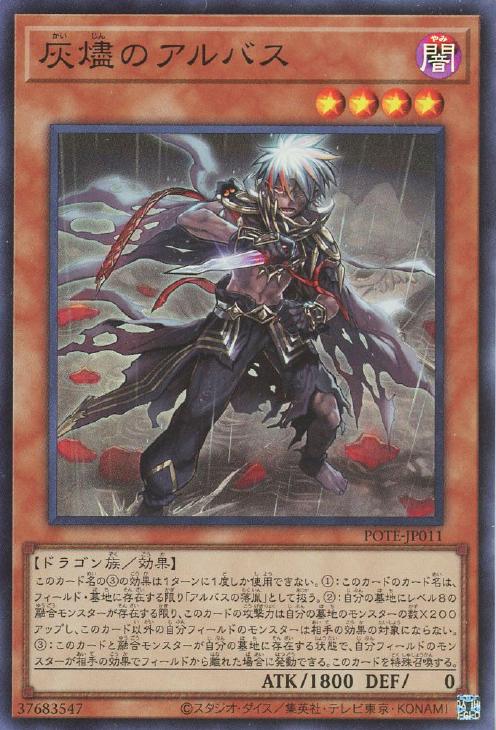 灰燼のアルバス
闇
POTE-JP011
【ドラゴン族/効果】
このカード名の③の効果は1ターンに1度しか使用できない。①:このカードのカード名は、
フィールド・墓地に存在する限り「アルバスの落胤」として扱う。②:自分の墓地にレベル8の
融合モンスターが存在する限り、このカードの攻撃力は自分の墓地のモンスターの数×200
アップし、このカード以外の自分フィールドのモンスターは相手の効果の対象にならない。
③:このカードと融合モンスターが自分の墓地に存在する状態で、自分フィールドのモン
スターが相手の効果でフィールドから離れた場合に発動できる。このカードを特殊召喚する。
ATK/1800 DEF/ 0
37683547 ©スタジオ・ダイス/集英社・テレビ東京・KONAMI